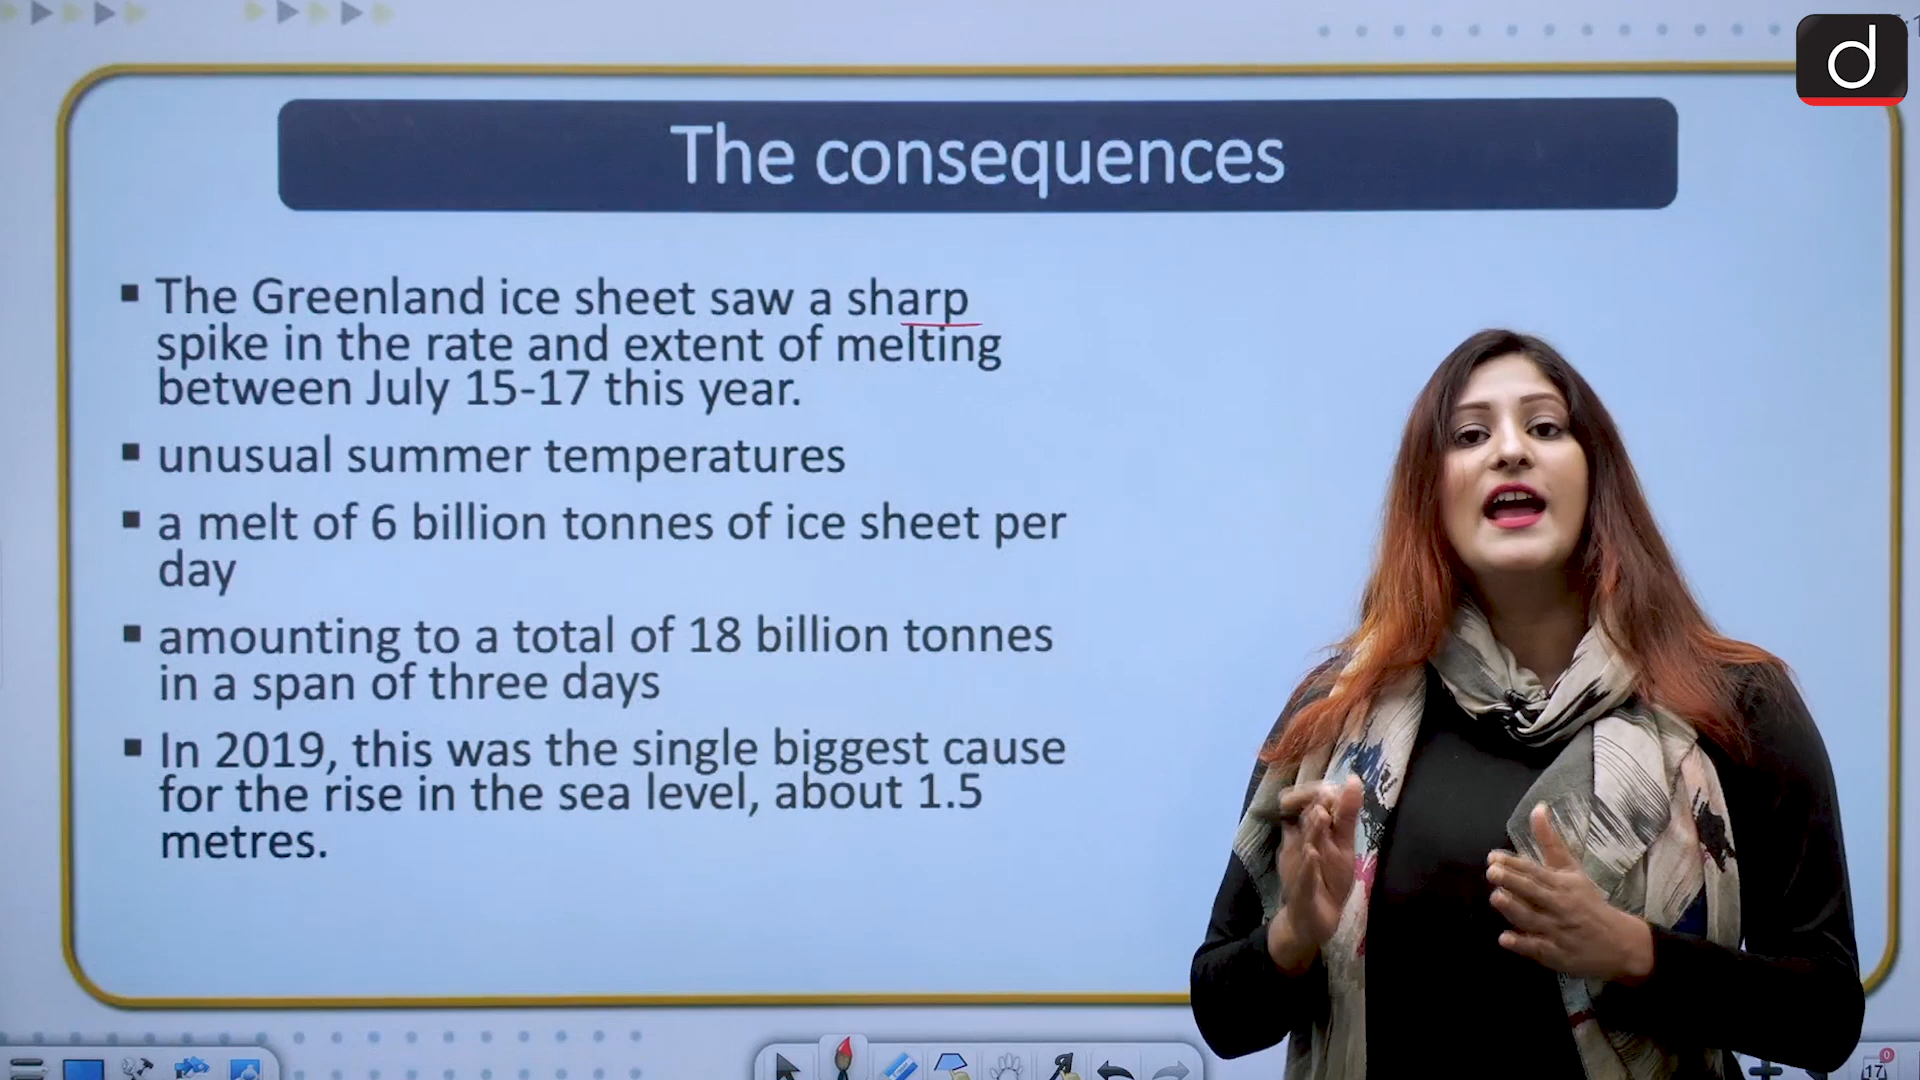 d
The consequences
▪ The Greenland ice sheet saw a sharp
spike in the rate and extent of melting
between July 15-17 this year.
▪ unusual summer temperatures
▪ a melt of 6 billion tonnes of ice sheet per
day
▪ amounting to a total of 18 billion tonnes
in a span of three days
▪ In 2019, this was the single biggest cause
for the rise in the sea level, about 1.5
metres.
0
17